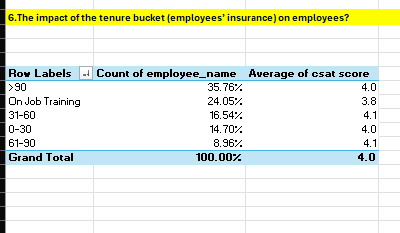 6.The impact of the tenure bucket (employees' insurance) on employees?
Row Labels Count of employee_name Average of csat score
>90 35.76% 4.0
On Job Training 24.05% 3.8
31-60 16.54% 4.1
0-30 14.70% 4.0
61-90 8.96% 4.1
Grand Total 100.00% 4.0